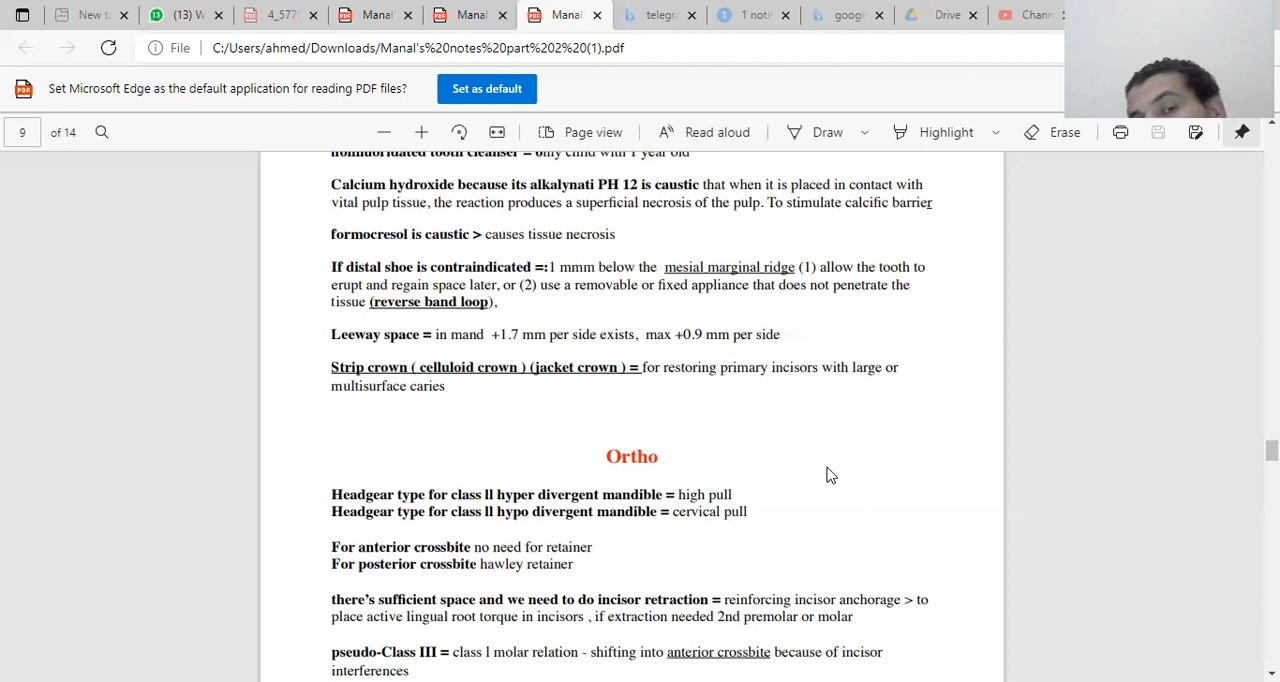 New t
(13) W
4_577
Manal
Manal
Manal'
telegra
1 noti
googl
Drive
Chann
File
C:/Users/ahmed/Downloads/Manal's%20notes%20part%202%20(1).pdf
Set Microsoft Edge as the default application for reading PDF files?
Set as default
9 of 14
Page view
Read aloud
Draw
Highlight
Erase
nonfluoridated tooth cleanser = only child with 1 year old
Calcium hydroxide because its alkalynati PH 12 is caustic that when it is placed in contact with
vital pulp tissue, the reaction produces a superficial necrosis of the pulp. To stimulate calcific barrier
formocresol is caustic > causes tissue necrosis
If distal shoe is contraindicated =:1 mmm below the mesial marginal ridge (1) allow the tooth to
erupt and regain space later, or (2) use a removable or fixed appliance that does not penetrate the
tissue (reverse band loop),
Leeway space = in mand +1.7 mm per side exists, max +0.9 mm per side
Strip crown ( celluloid crown ) (jacket crown ) = for restoring primary incisors with large or
multisurface caries
Ortho
Headgear type for class ll hyper divergent mandible = high pull
Headgear type for class ll hypo divergent mandible = cervical pull
For anterior crossbite no need for retainer
For posterior crossbite hawley retainer
there's sufficient space and we need to do incisor retraction = reinforcing incisor anchorage > to
place active lingual root torque in incisors , if extraction needed 2nd premolar or molar
pseudo-Class III = class l molar relation - shifting into anterior crossbite because of incisor
interferences